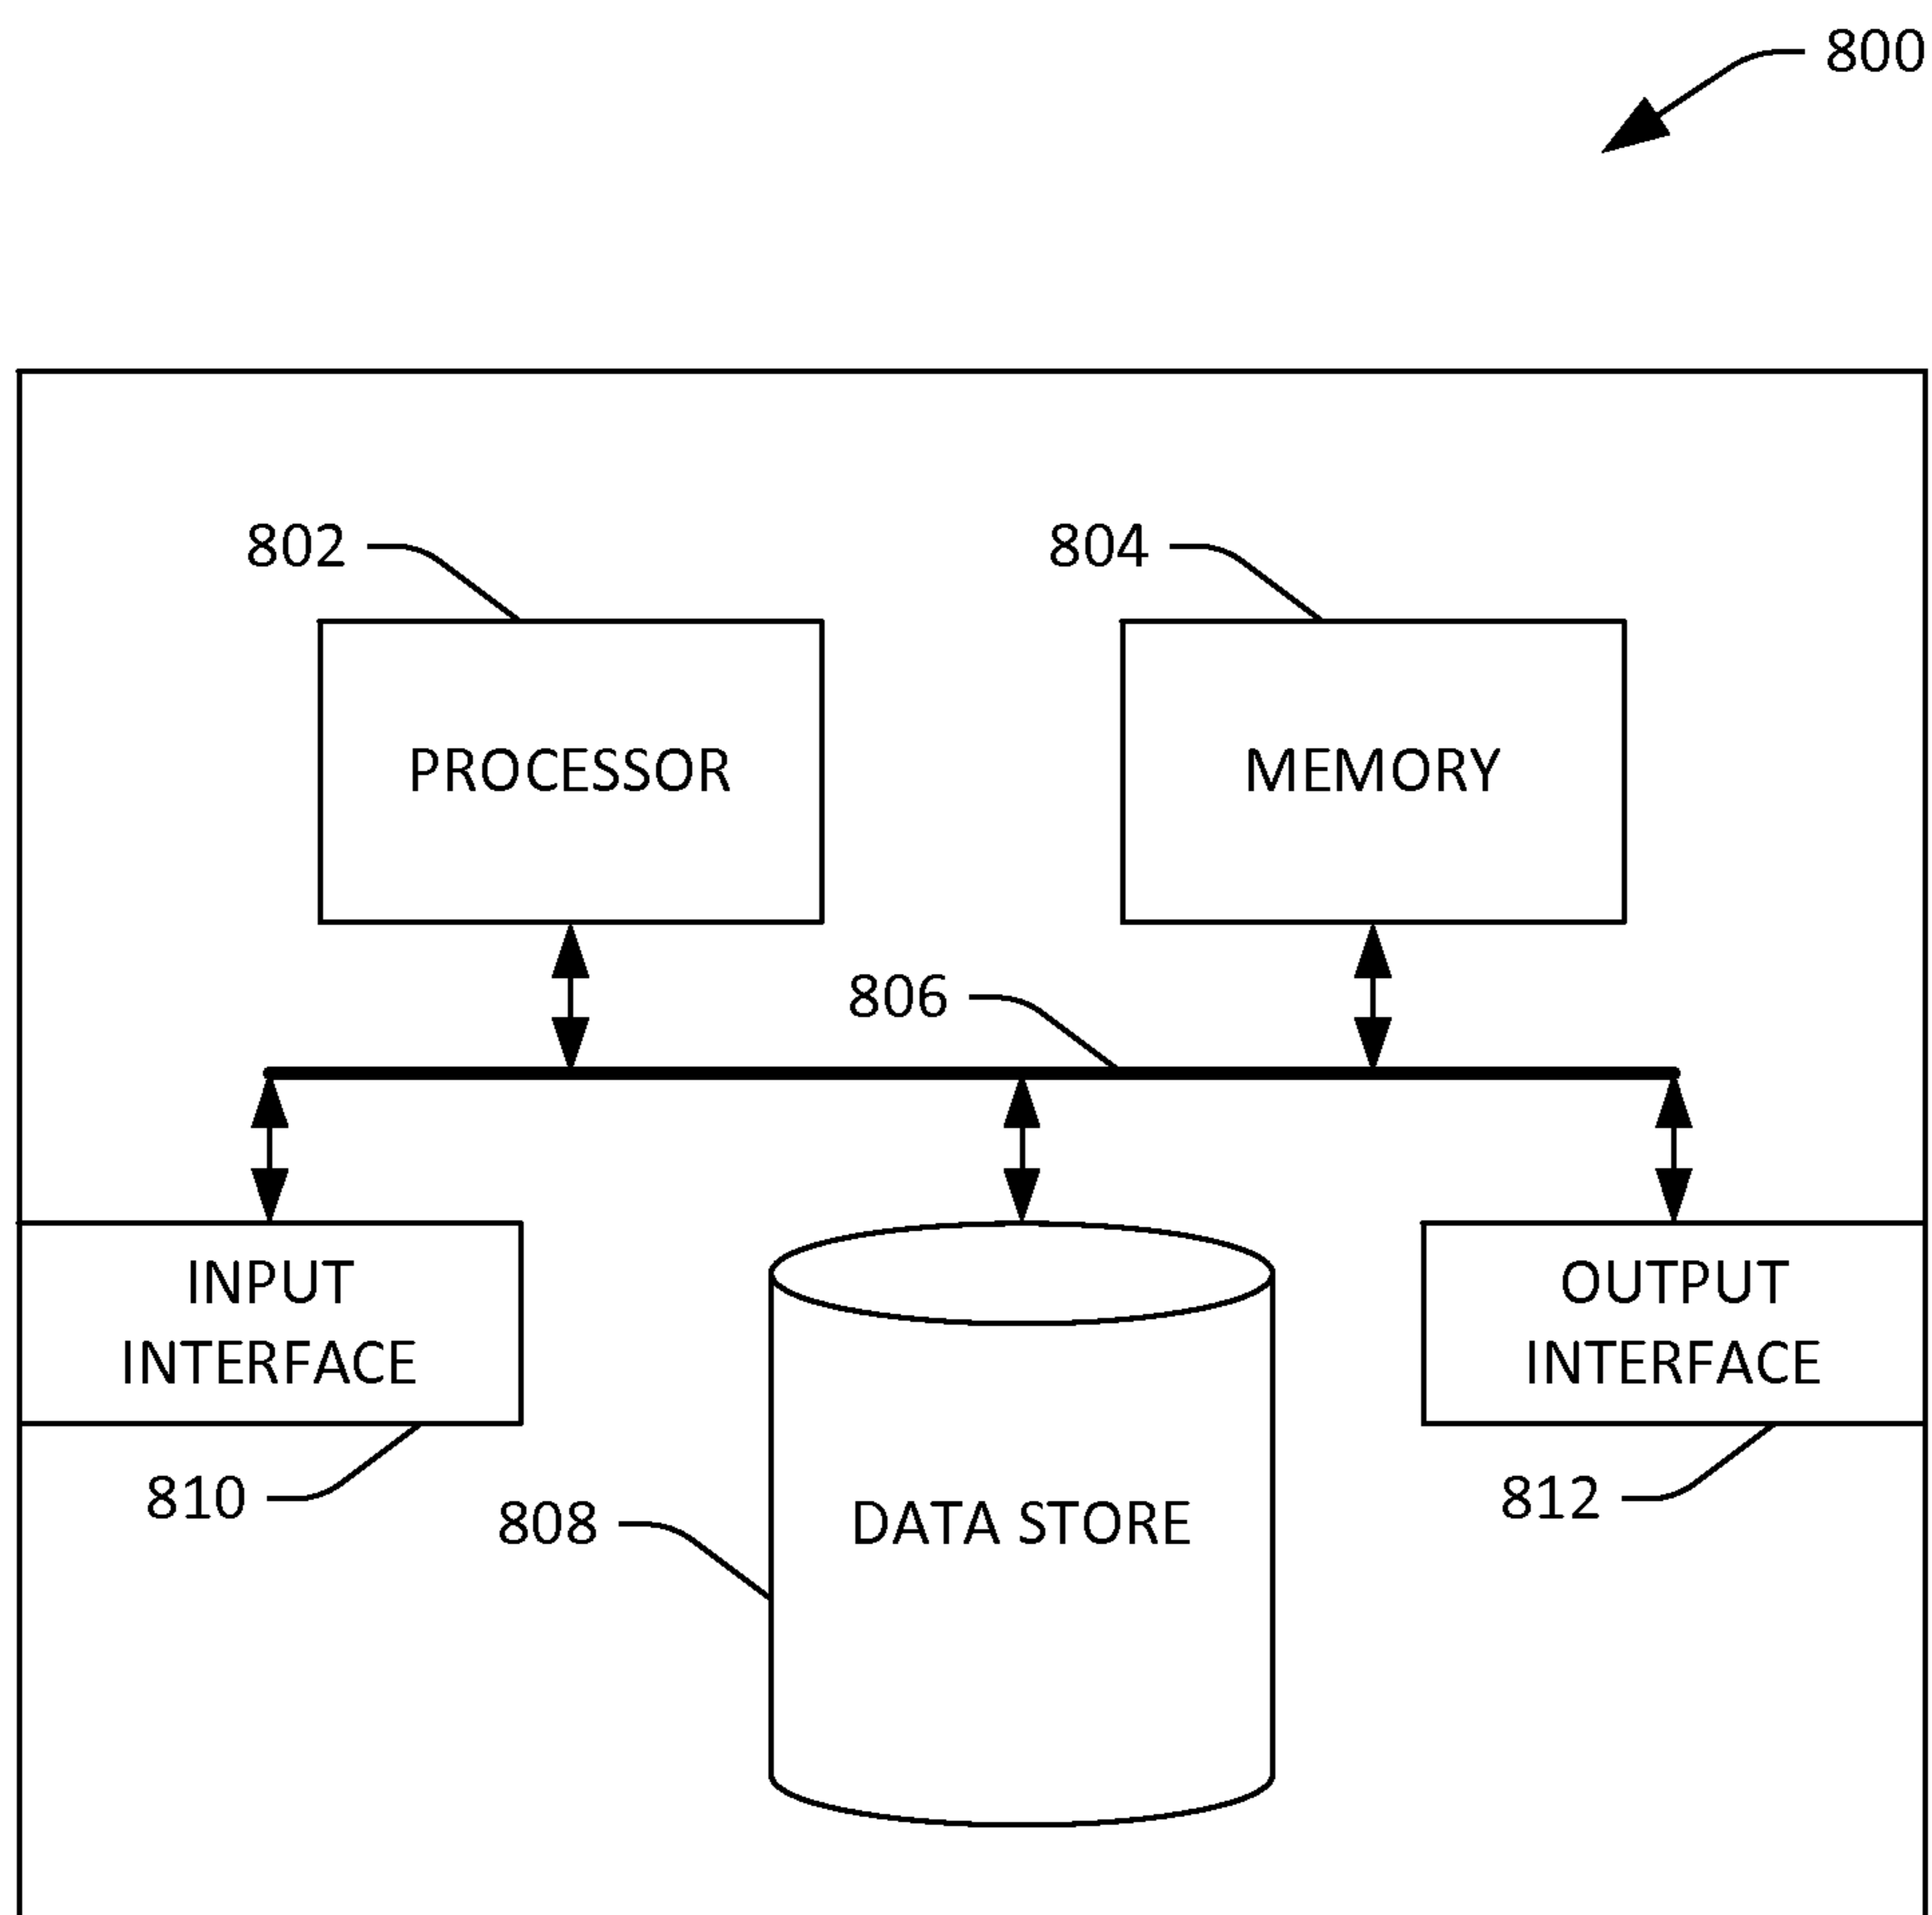 800
802
804
PROCESSOR
MEMORY
806
INPUT
INTERFACE
OUTPUT
INTERFACE
810
808
DATA STORE
812